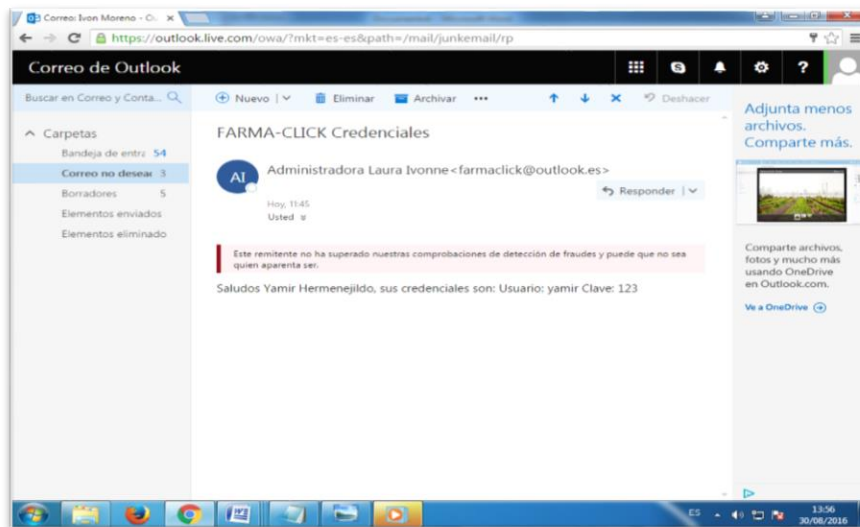 Correo: Ivon Moreno - Ou
https://outlook.live.com/owa/?mkt=es-es&path=/mail/junkemail/rp
Correo de Outlook
Buscar en Correo y Conta...
Nuevo
Eliminar
Archivar
Deshacer
Carpetas
Bandeja de entra 54
Correo no desear 3
Borradores 5
Elementos enviados
Elementos eliminado
FARMA-CLICK Credenciales
AI
Administradora Laura Ivonne<farmaclick@outlook.es>
Hoy, 11:45
Usted
Responder
Este remitente no ha superado nuestras comprobaciones de detección de fraudes y puede que no sea
quien aparenta ser.
Saludos Yamir Hermenejildo, sus credenciales son: Usuario: yamir Clave: 123
Adjunta menos
archivos.
Comparte más.
Comparte archivos,
fotos y mucho más
usando OneDrive
en Outlook.com.
Ve a OneDrive
ES
13:56
30/08/2016